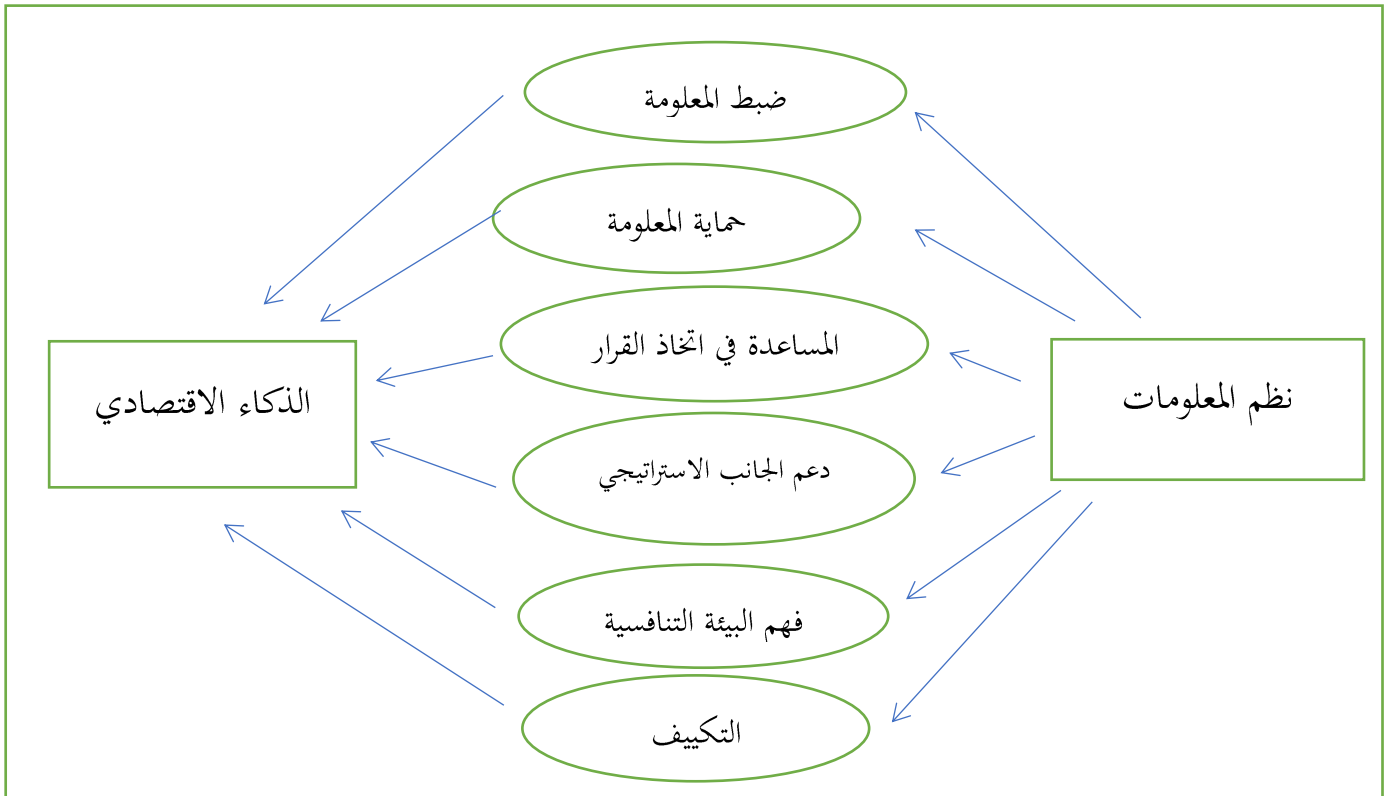 ضبط المعلومة
حماية المعلومة
المساعدة في اتخاذ القرار
نظم المعلومات
الذكاء الاقتصادي
دعم الجانب الاستراتيجي
فهم البيئة التنافسية
التكييف